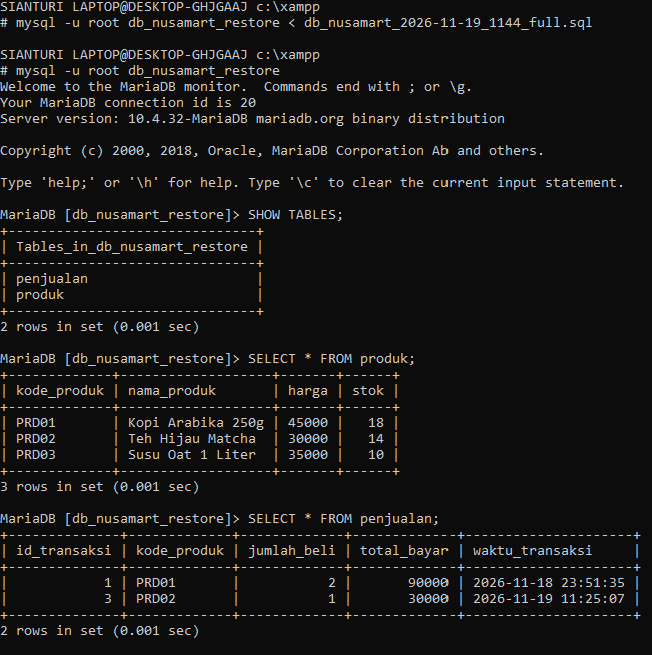 SIANTURI LAPTOP@DESKTOP-GHJGAAJ c:\xampp
# mysql -u root db_nusamart_restore < db_nusamart_2026-11-19_1144_full.sql

SIANTURI LAPTOP@DESKTOP-GHJGAAJ c:\xampp
# mysql -u root db_nusamart_restore
Welcome to the MariaDB monitor.  Commands end with ; or \g.
Your MariaDB connection id is 20
Server version: 10.4.32-MariaDB mariadb.org binary distribution

Copyright (c) 2000, 2018, Oracle, MariaDB Corporation Ab and others.

Type 'help;' or '\h' for help. Type '\c' to clear the current input statement.

MariaDB [db_nusamart_restore]> SHOW TABLES;
+-------------------------------+
| Tables_in_db_nusamart_restore |
+-------------------------------+
| penjualan                     |
| produk                        |
+-------------------------------+
2 rows in set (0.001 sec)

MariaDB [db_nusamart_restore]> SELECT * FROM produk;
+-------------+-------------------+-------+------+
| kode_produk | nama_produk       | harga | stok |
+-------------+-------------------+-------+------+
| PRD01       | Kopi Arabika 250g | 45000 |   18 |
| PRD02       | Teh Hijau Matcha  | 30000 |   14 |
| PRD03       | Susu Oat 1 Liter  | 35000 |   10 |
+-------------+-------------------+-------+------+
3 rows in set (0.001 sec)

MariaDB [db_nusamart_restore]> SELECT * FROM penjualan;
+--------------+-------------+-------------+-------------+---------------------+
| id_transaksi | kode_produk | jumlah_beli | total_bayar | waktu_transaksi     |
+--------------+-------------+-------------+-------------+---------------------+
|            1 | PRD01       |           2 |       90000 | 2026-11-18 23:51:35 |
|            3 | PRD02       |           1 |       30000 | 2026-11-19 11:25:07 |
+--------------+-------------+-------------+-------------+---------------------+
2 rows in set (0.001 sec)